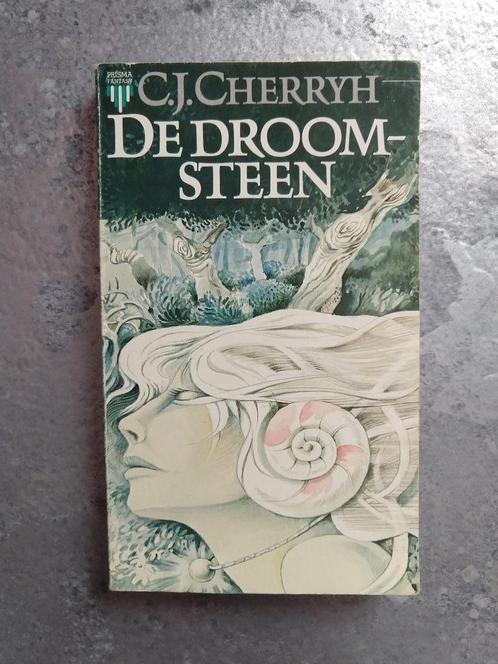 PRISMA
FANTASY
C.J. CHERRYH
DE DROOM-
STEEN